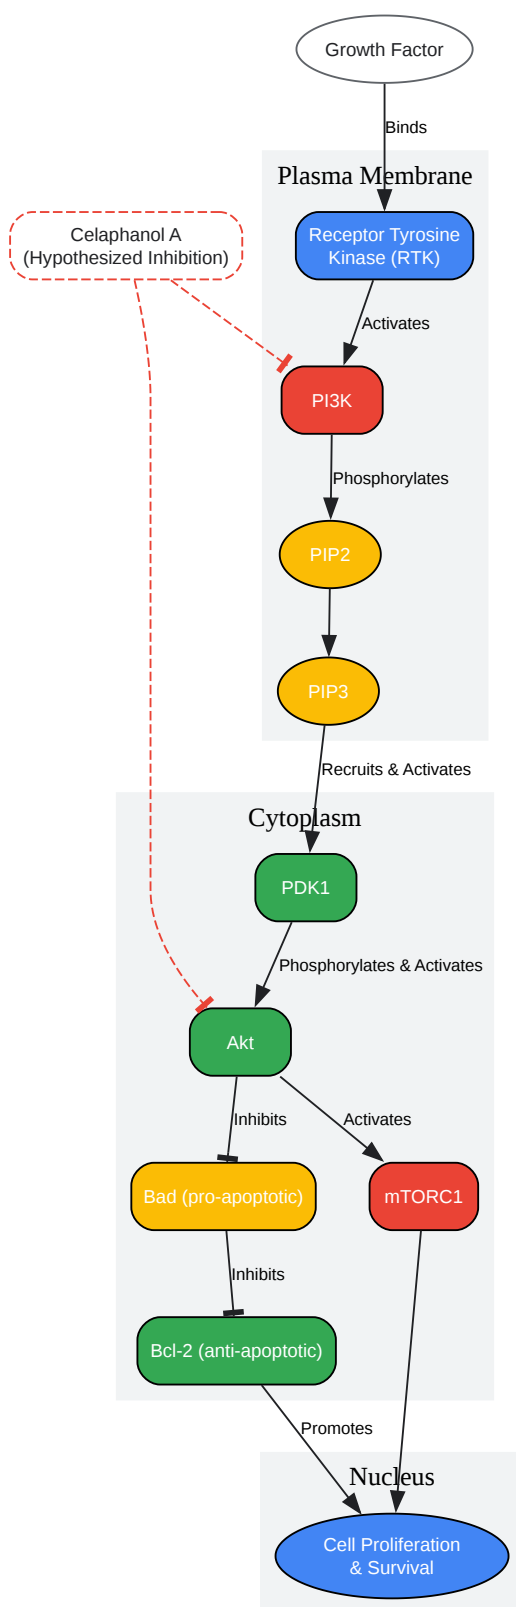 Growth Factor
Binds
Plasma Membrane
Celaphanol A
(Hypothesized Inhibition)
Receptor Tyrosine
Kinase (RTK)
Activates
PI3K
Phosphorylates
PIP2
PIP3
Recruits & Activates
Cytoplasm
PDK1
Phosphorylates & Activates
Akt
Inhibits
Activates
Bad (pro-apoptotic)
mTORC1
Inhibits
Bcl-2 (anti-apoptotic)
Promotes
Nucleus
Cell Proliferation
& Survival